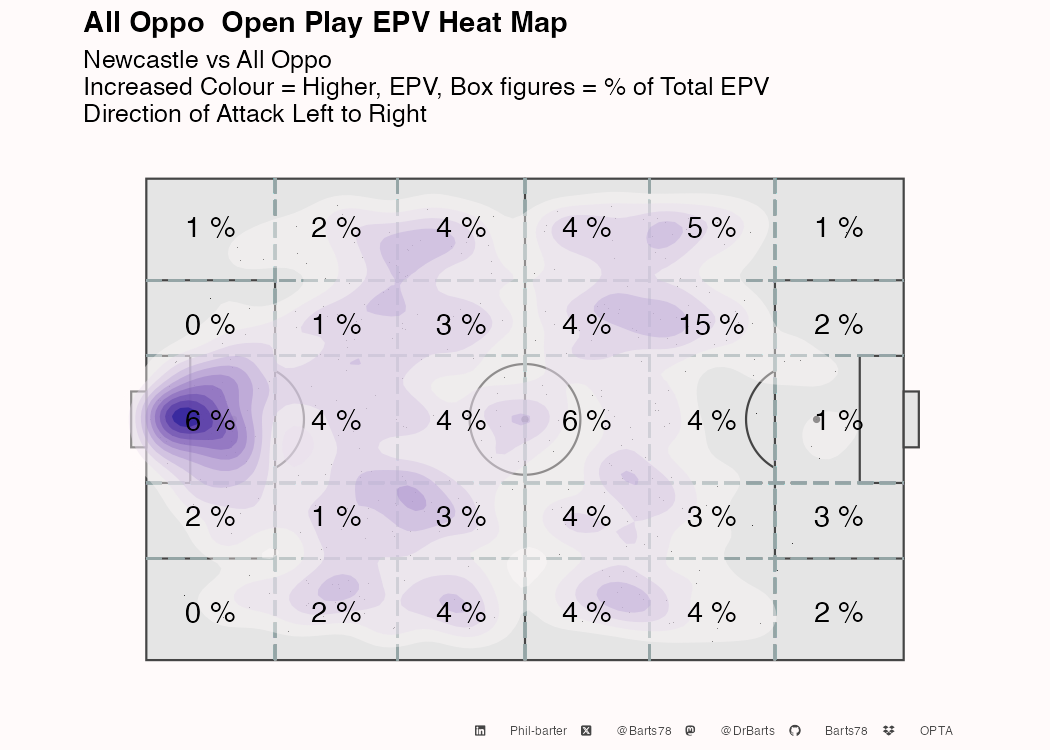 All Oppo  Open Play EPV Heat Map
Newcastle vs All Oppo
Increased Colour = Higher, EPV, Box figures = % of Total EPV
Direction of Attack Left to Right
1 % 2 % 4 % 4 % 5 % 1 %
0 % 1 % 3 % 4 % 15 % 2 %
6 % 4 % 4 % 6 % 4 % 1 %
2 % 1 % 3 % 4 % 3 % 3 %
0 % 2 % 4 % 4 % 4 % 2 %
Phil-barter @Barts78 @DrBarts Barts78 OPTA